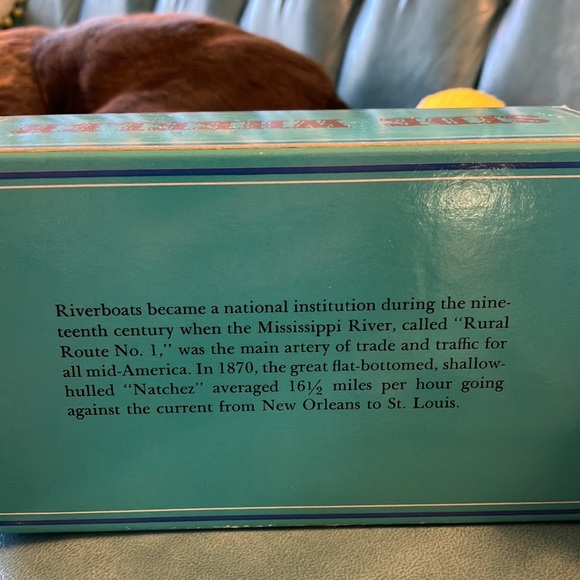 SIDE WHEELER
Riverboats became a national institution during the nine-
teenth century when the Mississippi River, called "Rural
Route No. 1," was the main artery of trade and traffic for
all mid-America. In 1870, the great flat-bottomed, shallow-
hulled "Natchez" averaged 16½ miles per hour going
against the current from New Orleans to St. Louis.